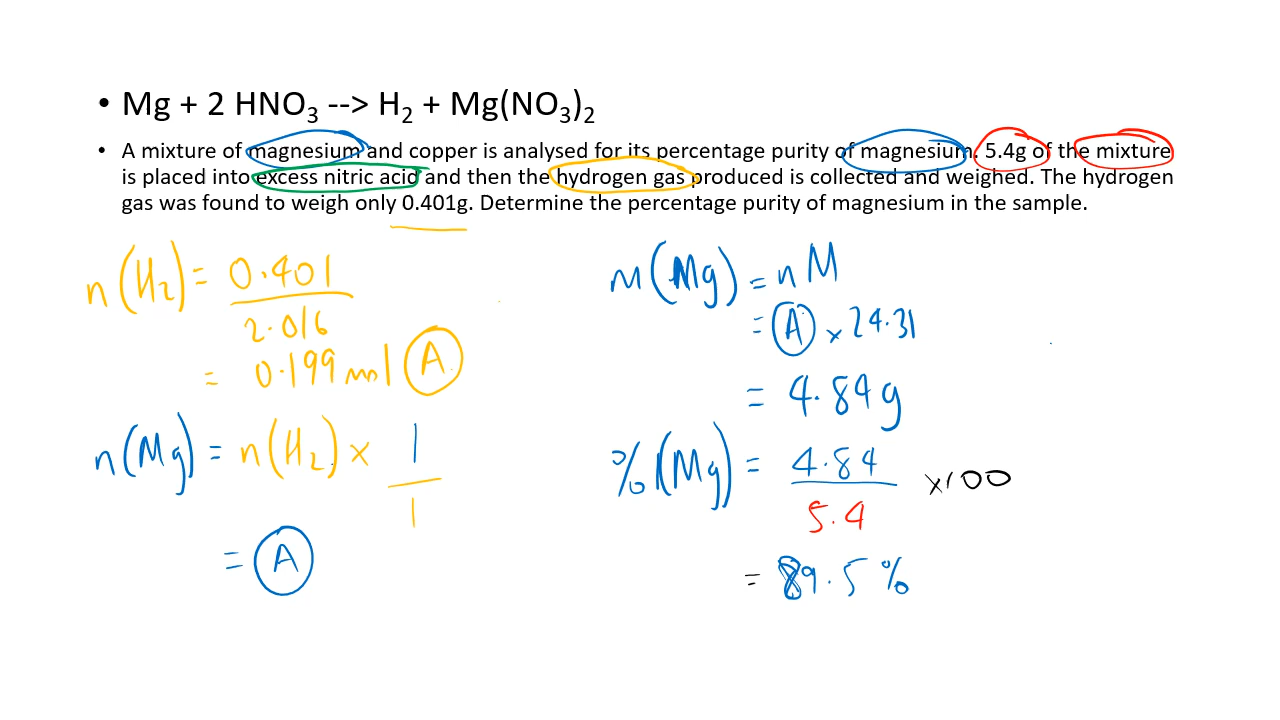 • Mg + 2 HNO₃ --> H₂ + Mg(NO₃)₂
• A mixture of magnesium and copper is analysed for its percentage purity of magnesium. 5.4g of the mixture
is placed into excess nitric acid and then the hydrogen gas produced is collected and weighed. The hydrogen
gas was found to weigh only 0.401g. Determine the percentage purity of magnesium in the sample.
n(H₂) = 0.401
2.016
= 0.199 mol A
n(Mg) = n(H₂) × 1
1
= A
m(Mg) = nM
= A × 24.31
= 4.84g
%(Mg) = 4.84 ×100
5.4
= 89.5%